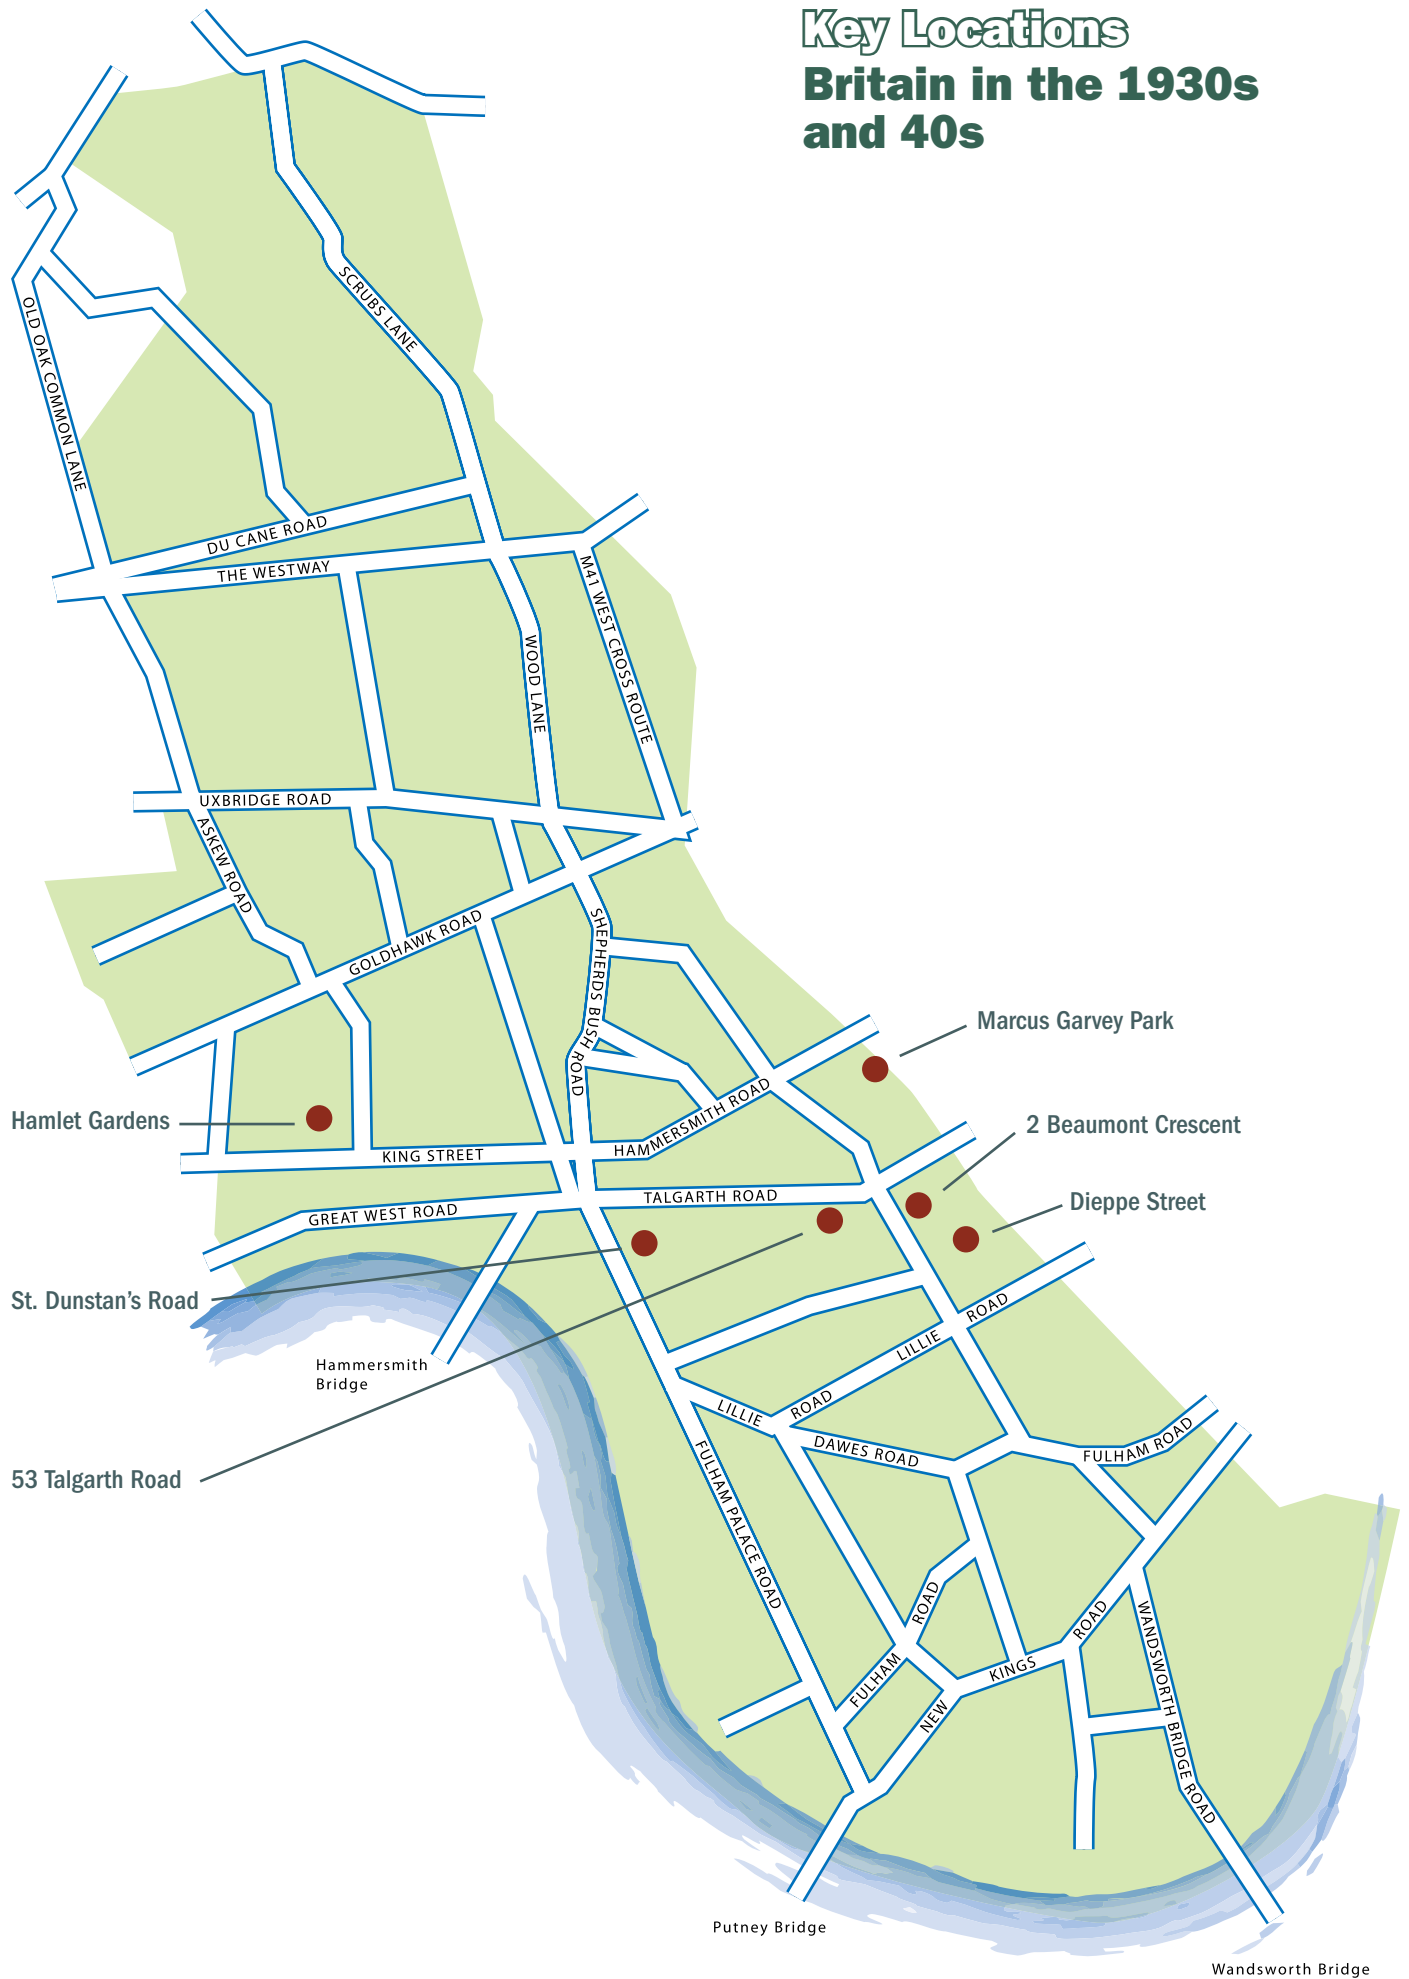 Key Locations
Britain in the 1930s
and 40s
SCRUBS LANE
OLD OAK COMMON LANE
DU CANE ROAD
THE WESTWAY
M41 WEST CROSS ROUTE
WOOD LANE
UXBRIDGE ROAD
ASKEW ROAD
GOLDHAWK ROAD
SHEPHERDS BUSH ROAD
Marcus Garvey Park
Hamlet Gardens
2 Beaumont Crescent
HAMMERSMITH ROAD
KING STREET
TALGARTH ROAD
Dieppe Street
GREAT WEST ROAD
St. Dunstan’s Road
LILLIE ROAD
Hammersmith
Bridge
LILLIE ROAD
53 Talgarth Road
DAWES ROAD
FULHAM ROAD
FULHAM PALACE ROAD
FULHAM ROAD
NEW KINGS ROAD
WANDSWORTH BRIDGE ROAD
Putney Bridge
Wandsworth Bridge